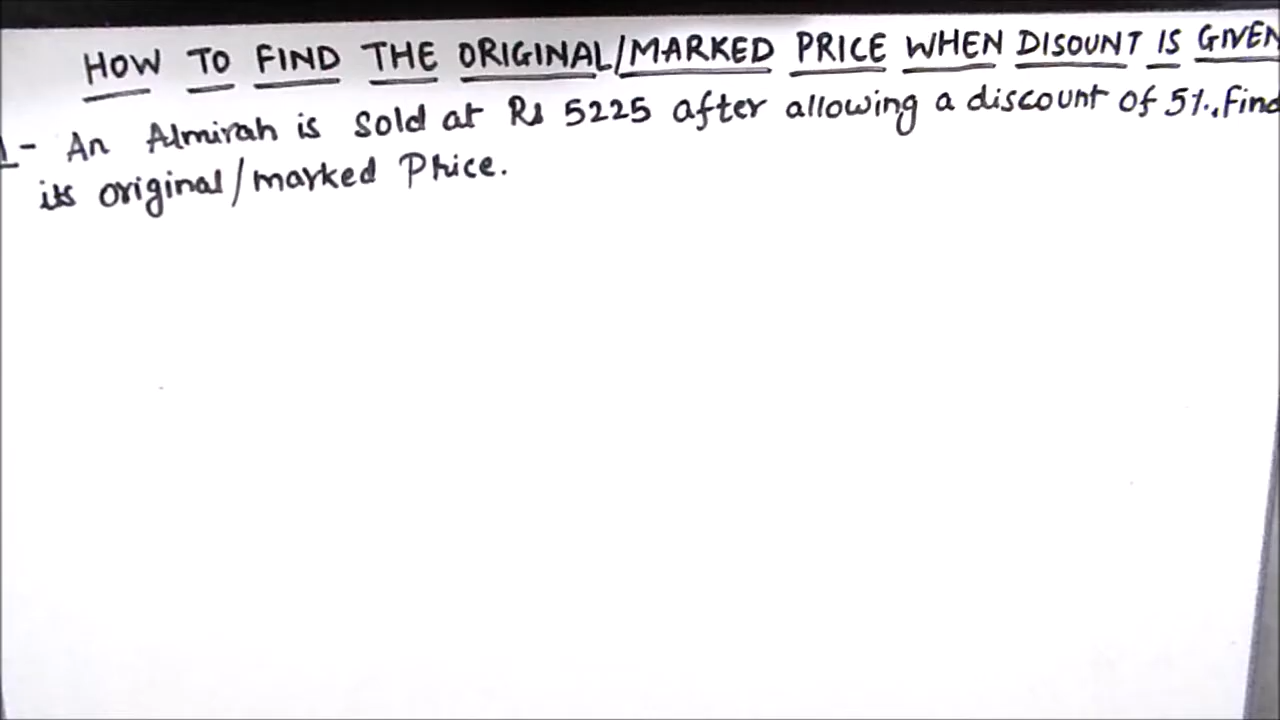 HOW TO FIND THE ORIGINAL/MARKED PRICE WHEN DISOUNT IS GIVEN
1- An Almirah is sold at Rs 5225 after allowing a discount of 5%. Find
its original/marked Price.